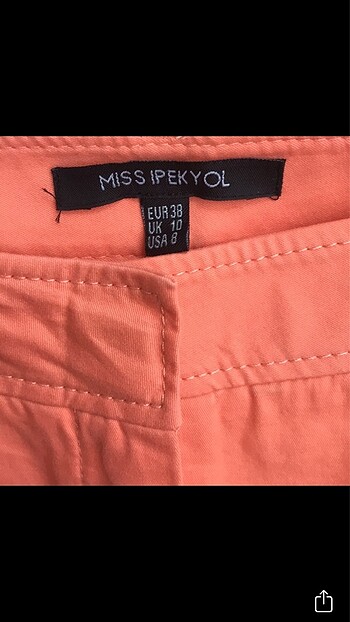 MISS IPEKYOL
EUR 38
UK 10
USA 8